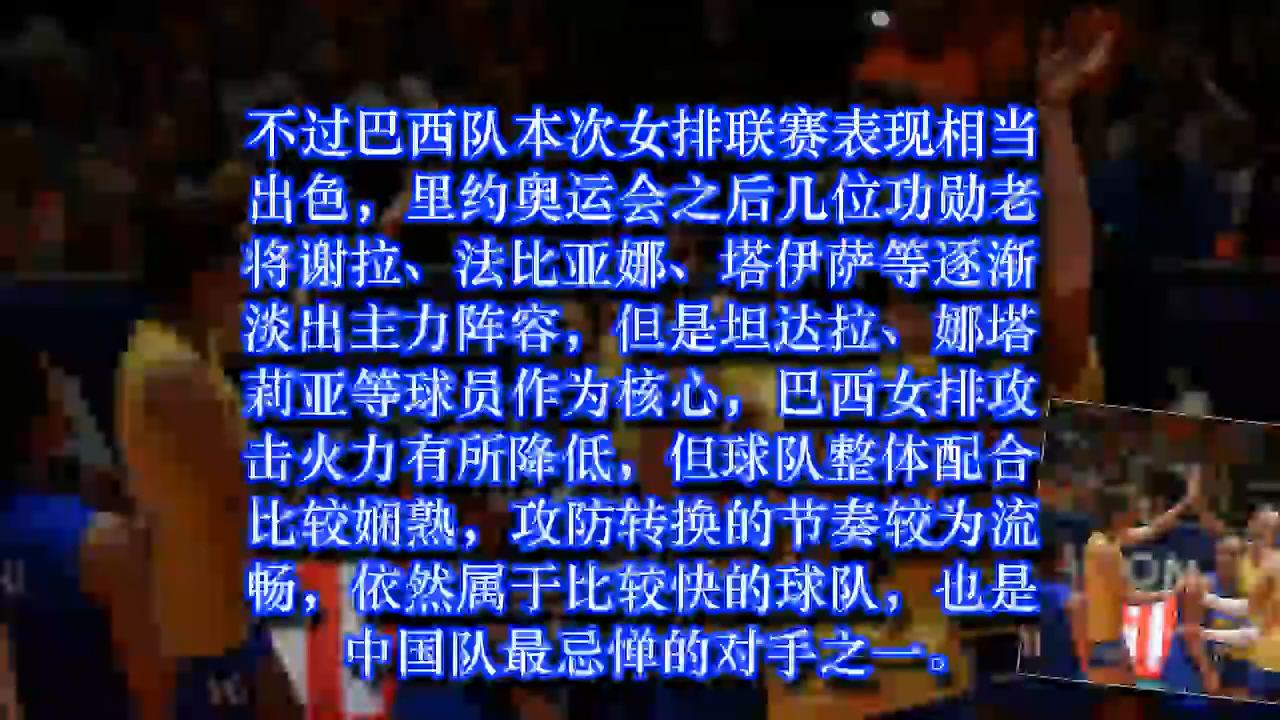 不过巴西队本次女排联赛表现相当
出色，里约奥运会之后几位功勋老
将谢拉、法比亚娜、塔伊萨等逐渐
淡出主力阵容，但是坦达拉、娜塔
莉亚等球员作为核心，巴西女排攻
击火力有所降低，但球队整体配合
比较娴熟，攻防转换的节奏较为流
畅，依然属于比较快的球队，也是
中国队最忌惮的对手之一。